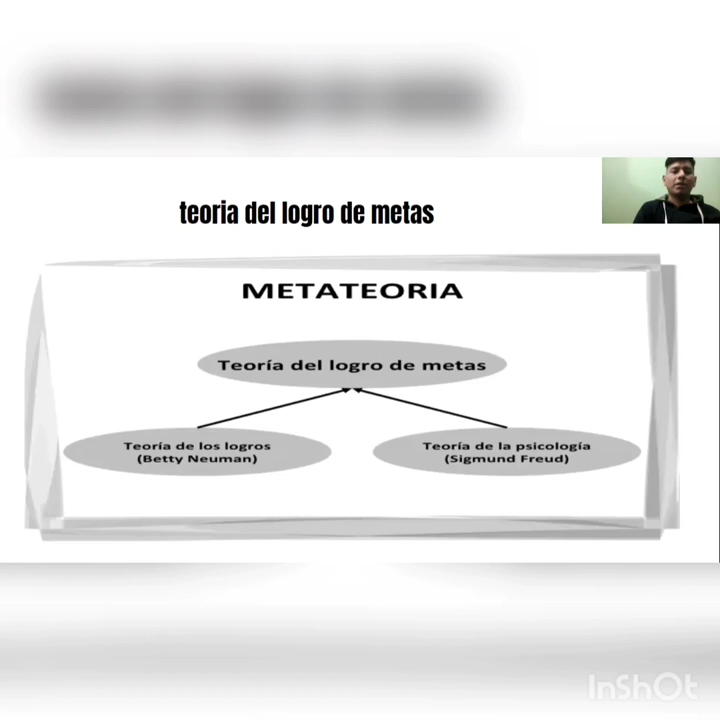 teoria del logro de metas
METATEORIA
Teoría del logro de metas
Teoría de los logros
(Betty Neuman)
Teoría de la psicología
(Sigmund Freud)
InShOt